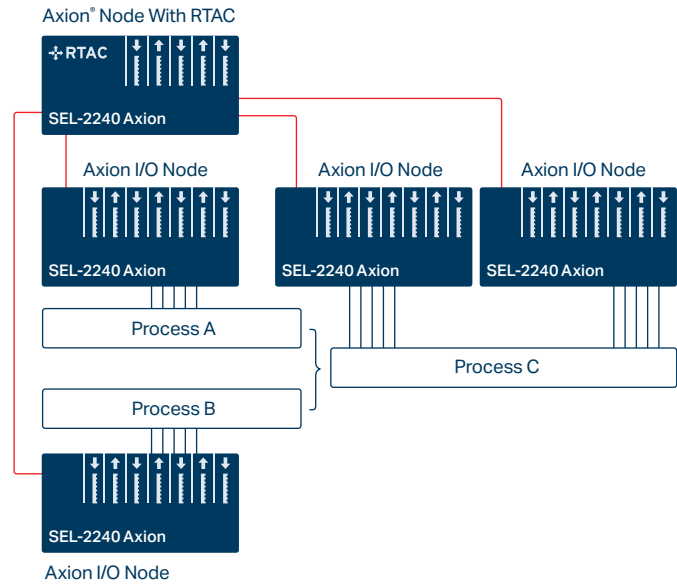 Axion® Node With RTAC
RTAC
SEL-2240 Axion
Axion I/O Node
Axion I/O Node
Axion I/O Node
SEL-2240 Axion
SEL-2240 Axion
SEL-2240 Axion
Process A
Process C
Process B
SEL-2240 Axion
Axion I/O Node